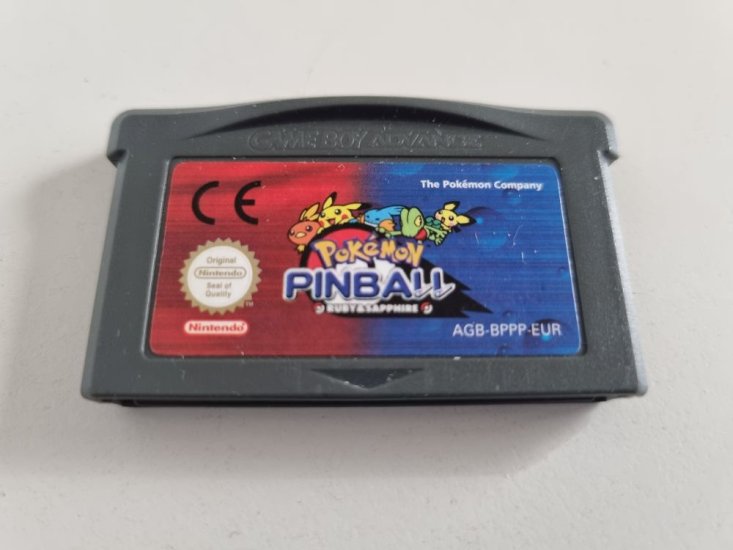 GAME BOY ADVANCE
CE
The Pokémon Company
Original
Nintendo
Seal of
Quality
TM
Nintendo
POKéMON
PINBALL
RUBY&SAPPHIRE
AGB-BPPP-EUR